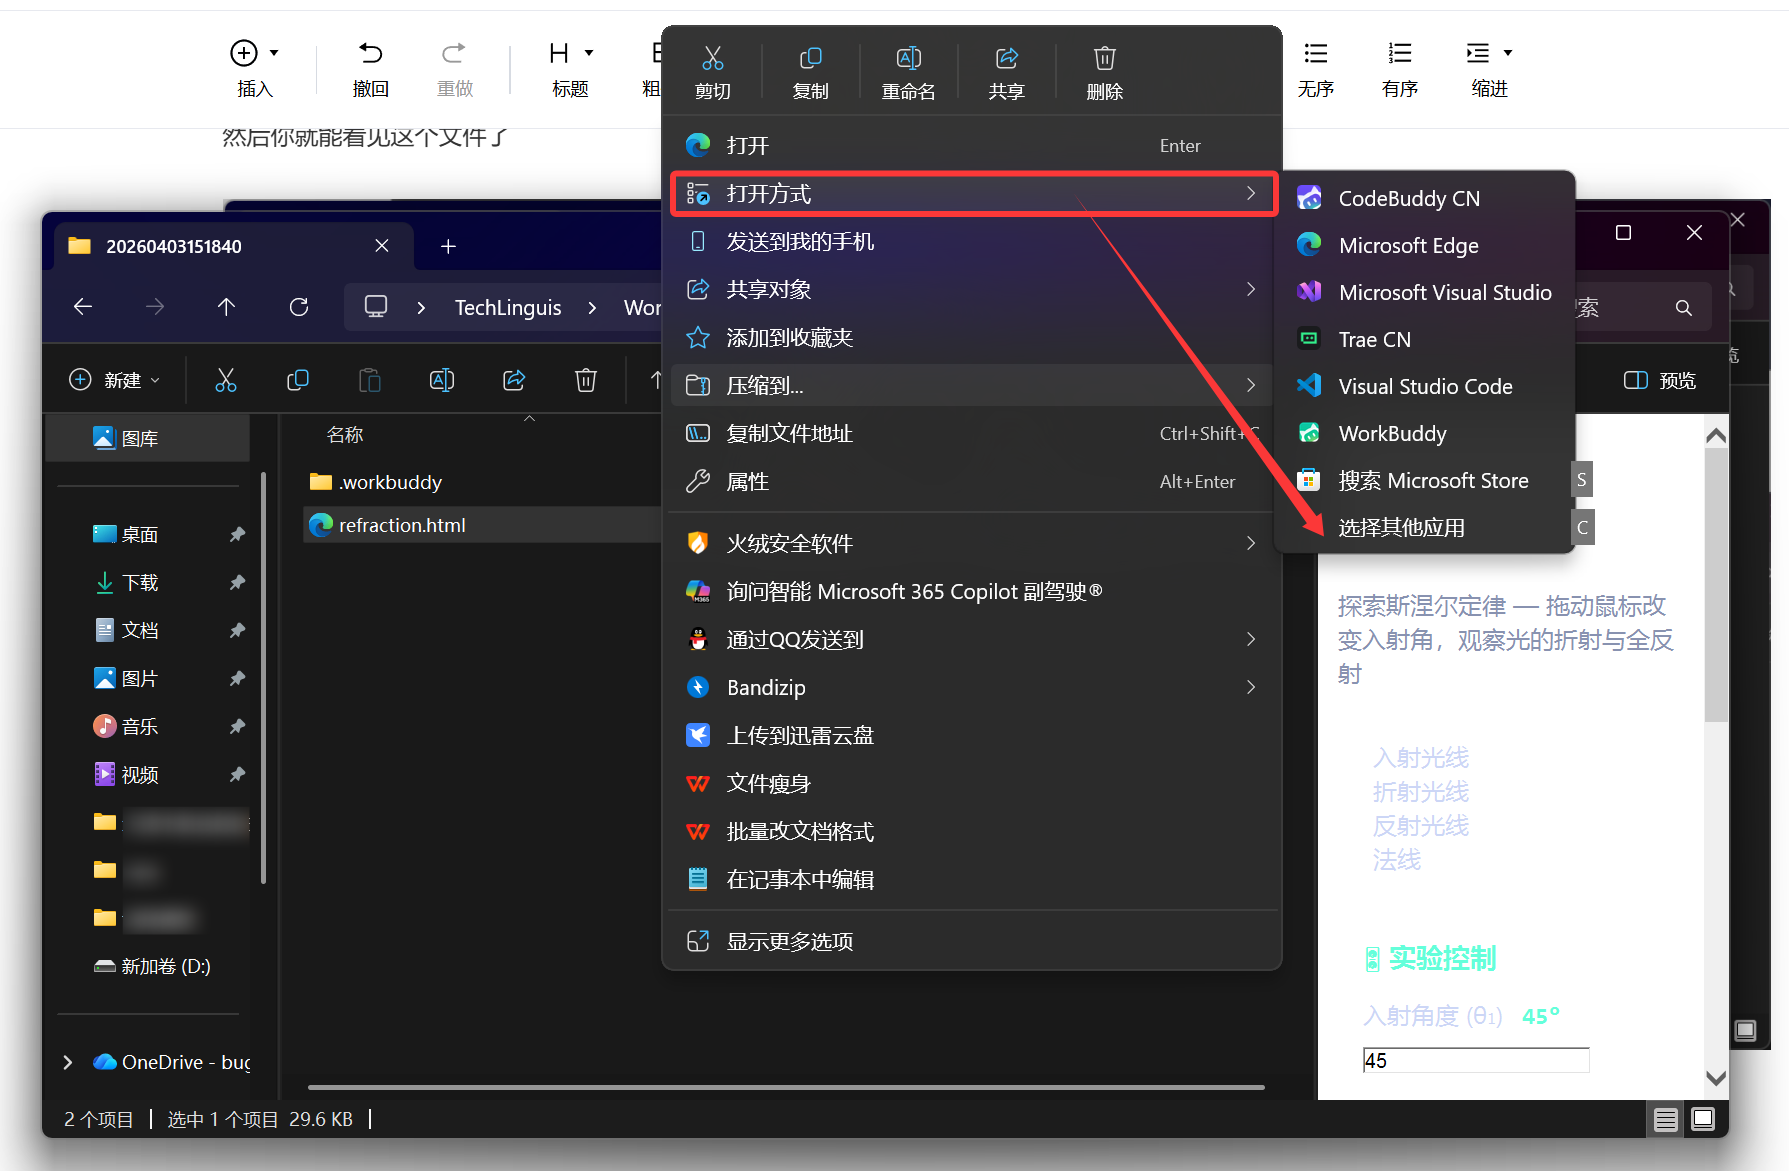 插入
撤回
重做
标题
粗
无序
有序
缩进
然后你就能看见这个文件了
剪切
复制
重命名
共享
删除
打开 Enter
打开方式
发送到我的手机
共享对象
添加到收藏夹
压缩到...
复制文件地址 Ctrl+Shift+C
属性 Alt+Enter
火绒安全软件
询问智能 Microsoft 365 Copilot 副驾驶®
通过QQ发送到
Bandizip
上传到迅雷云盘
文件瘦身
批量改文档格式
在记事本中编辑
显示更多选项
CodeBuddy CN
Microsoft Edge
Microsoft Visual Studio
Trae CN
Visual Studio Code
WorkBuddy
搜索 Microsoft Store S
选择其他应用 C
20260403151840
TechLinguis
Wor
索
新建
预览
览
图库
名称
.workbuddy
refraction.html
桌面
下载
文档
图片
音乐
视频
新加卷 (D:)
OneDrive - bug
2 个项目
选中 1 个项目 29.6 KB
探索斯涅尔定律 — 拖动鼠标改
变入射角，观察光的折射与全反
射
入射光线
折射光线
反射光线
法线
实验控制
入射角度 (θ₁) 45°
45